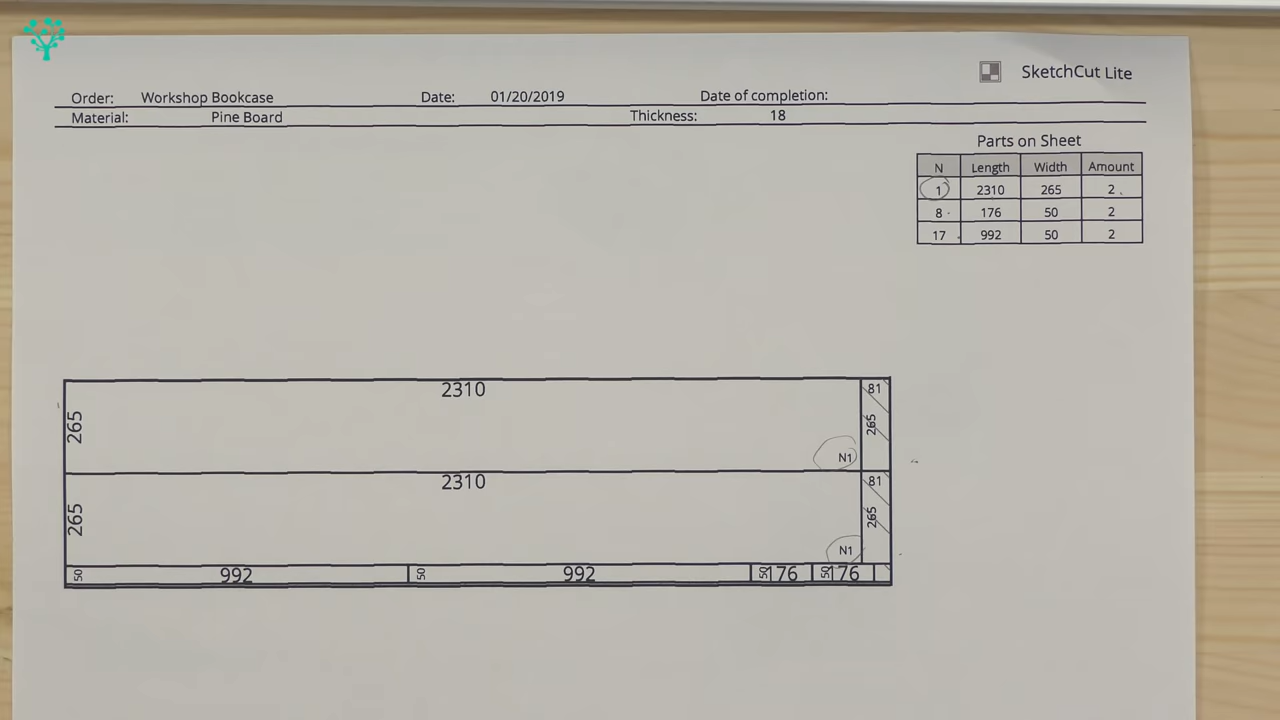 SketchCut Lite
Order: Workshop Bookcase Date: 01/20/2019 Date of completion:
Material: Pine Board Thickness: 18
Parts on Sheet
N Length Width Amount
1 2310 265 2
8 176 50 2
17 992 50 2
2310 81
265 265
N1
2310 81
265 265
N1
50 992 50 992 50 176 50 176